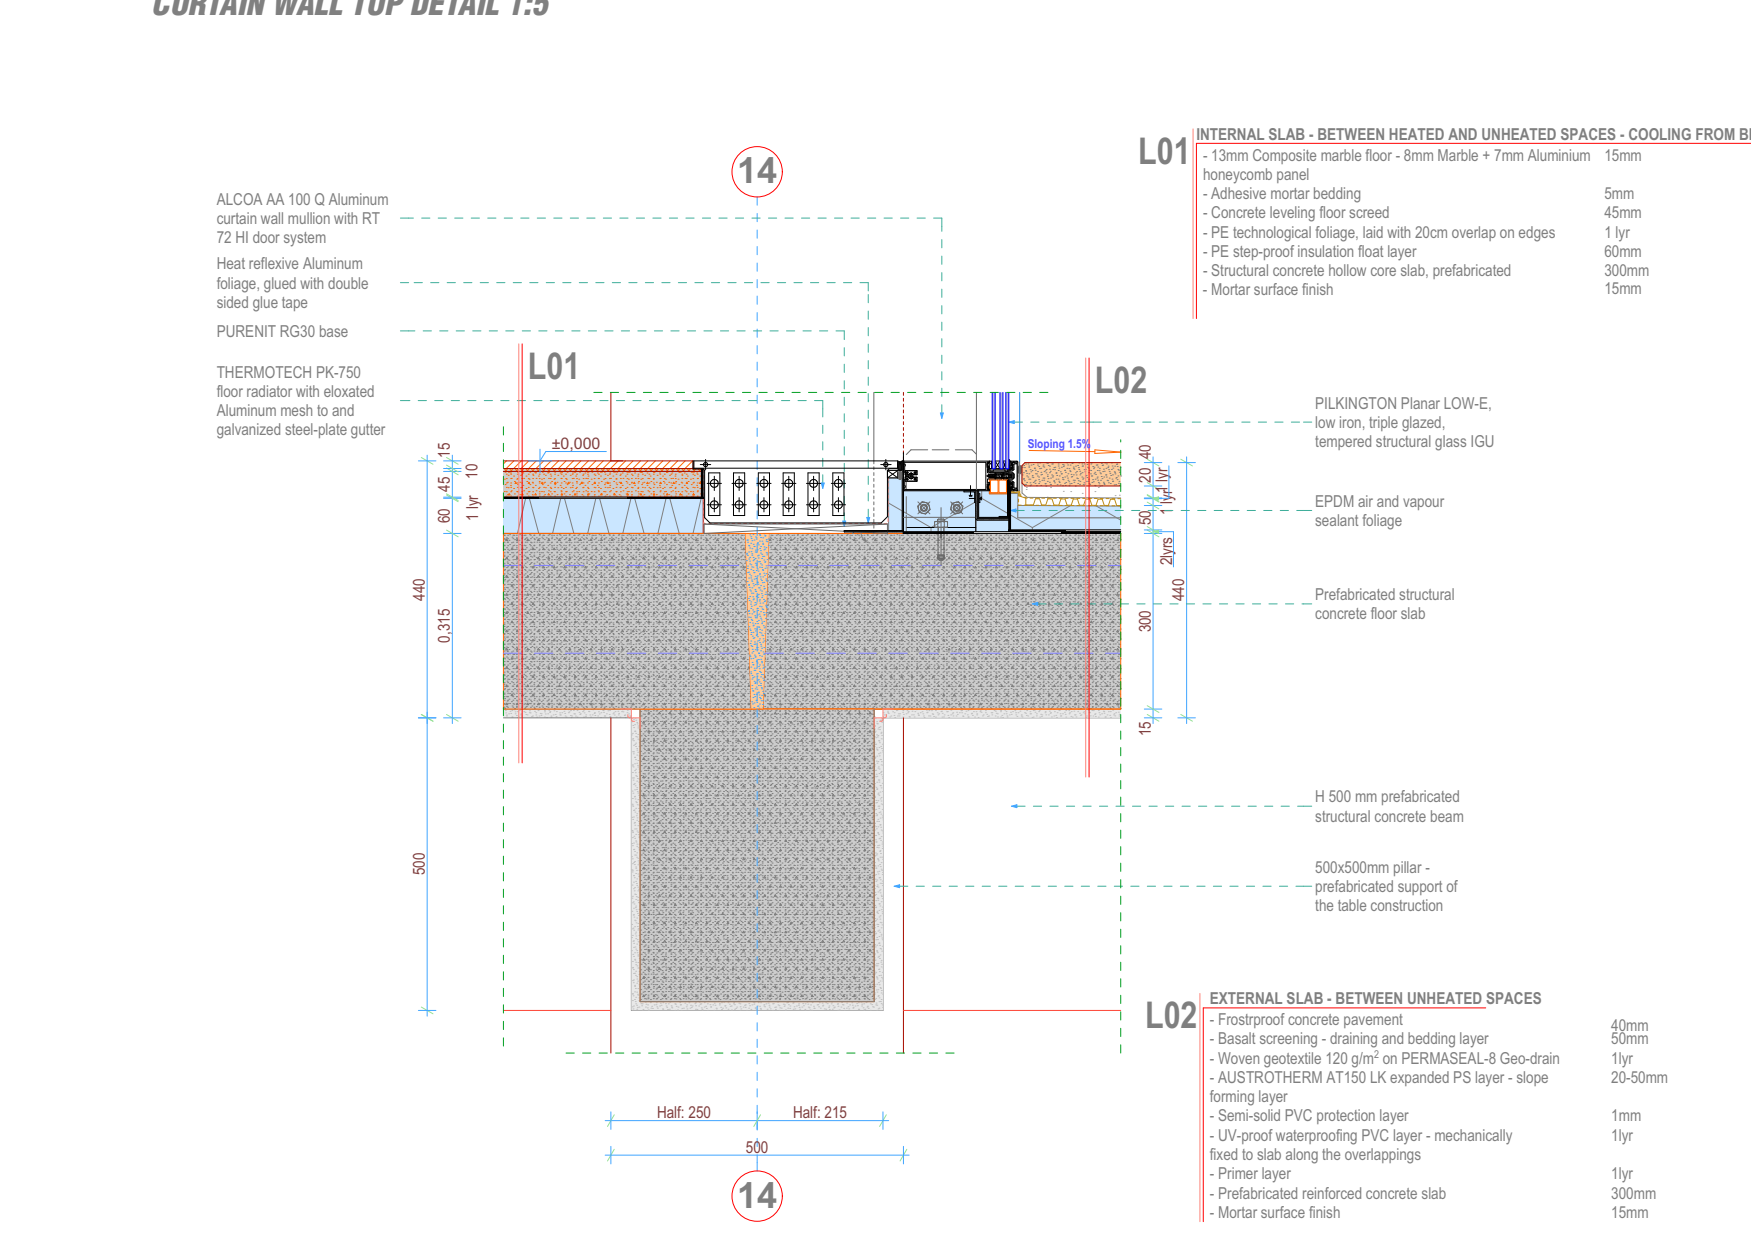 CURTAIN WALL TOP DETAIL 1:5
14
ALCOA AA 100 Q Aluminum
curtain wall mullion with RT
72 HI door system
Heat reflexive Aluminum
foliage, glued with double
sided glue tape
PURENIT RG30 base
THERMOTECH PK-750
floor radiator with eloxated
Aluminum mesh to and
galvanized steel-plate gutter
L01
INTERNAL SLAB - BETWEEN HEATED AND UNHEATED SPACES - COOLING FROM
- 13mm Composite marble floor - 8mm Marble + 7mm Aluminium 15mm
honeycomb panel
- Adhesive mortar bedding 5mm
- Concrete leveling floor screed 45mm
- PE technological foliage, laid with 20cm overlap on edges 1 lyr
- PE step-proof insulation float layer 60mm
- Structural concrete hollow core slab, prefabricated 300mm
- Mortar surface finish 15mm
L01
L02
±0,000
Sloping 1.5%
15
10
45
1 lyr
60
440
0,315
500
40
20
1lyr
1 lyr
50
2lyrs
440
300
15
PILKINGTON Planar LOW-E,
low iron, triple glazed,
tempered structural glass IGU
EPDM air and vapour
sealant foliage
Prefabricated structural
concrete floor slab
H 500 mm prefabricated
structural concrete beam
500x500mm pillar -
prefabricated support of
the table construction
L02
EXTERNAL SLAB - BETWEEN UNHEATED SPACES
- Frostrproof concrete pavement 40mm
- Basalt screening - draining and bedding layer 50mm
- Woven geotextile 120 g/m² on PERMASEAL-8 Geo-drain 1lyr
- AUSTROTHERM AT150 LK expanded PS layer - slope 20-50mm
forming layer
- Semi-solid PVC protection layer 1mm
- UV-proof waterproofing PVC layer - mechanically 1lyr
fixed to slab along the overlappings
- Primer layer 1lyr
- Prefabricated reinforced concrete slab 300mm
- Mortar surface finish 15mm
Half: 250 Half: 215
500
14